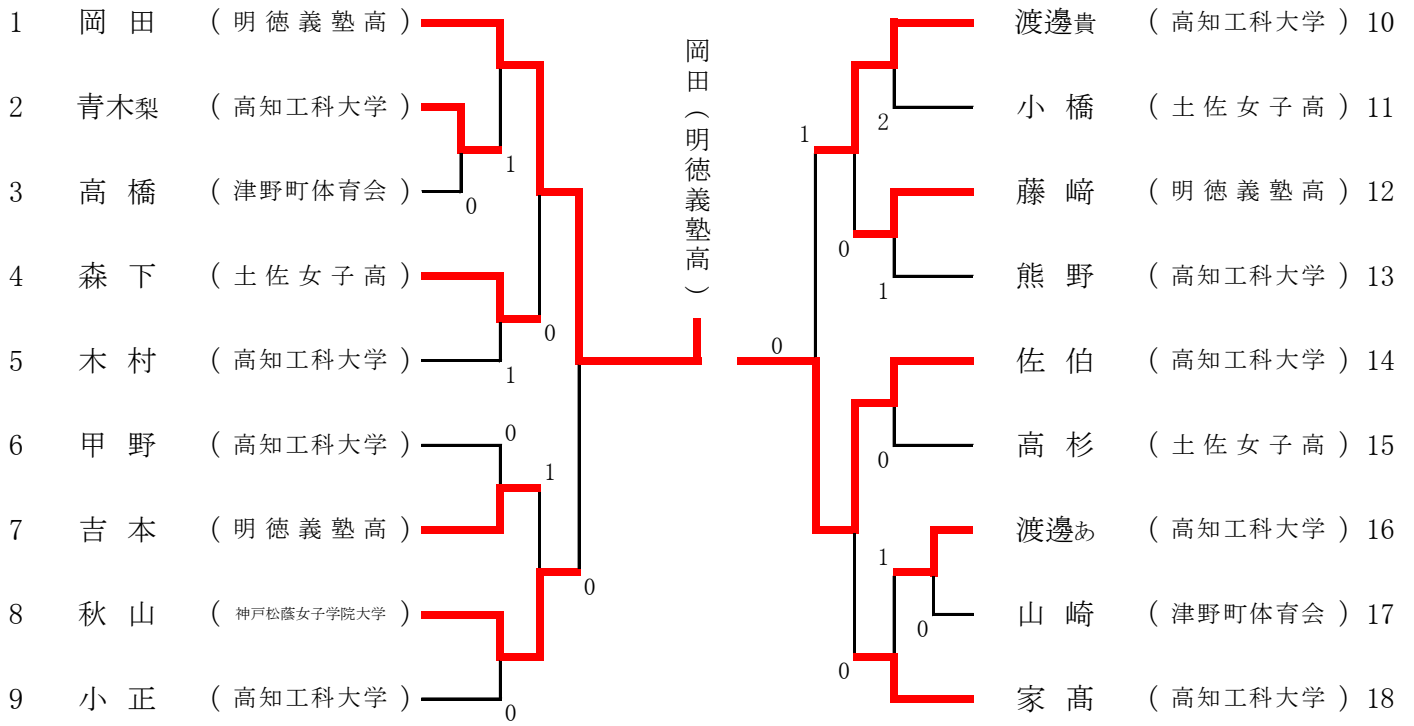 1 岡田 (明徳義塾高)
2 青木梨 (高知工科大学)
3 高橋 (津野町体育会)
4 森下 (土佐女子高)
5 木村 (高知工科大学)
6 甲野 (高知工科大学)
7 吉本 (明徳義塾高)
8 秋山 (神戸松蔭女子学院大学)
9 小正 (高知工科大学)
1
0
0
1
0
1
0
0
岡田(明徳義塾高)
0
1
2
0
1
0
1
0
0
渡邊貴 (高知工科大学) 10
小橋 (土佐女子高) 11
藤﨑 (明徳義塾高) 12
熊野 (高知工科大学) 13
佐伯 (高知工科大学) 14
高杉 (土佐女子高) 15
渡邊あ (高知工科大学) 16
山崎 (津野町体育会) 17
家髙 (高知工科大学) 18